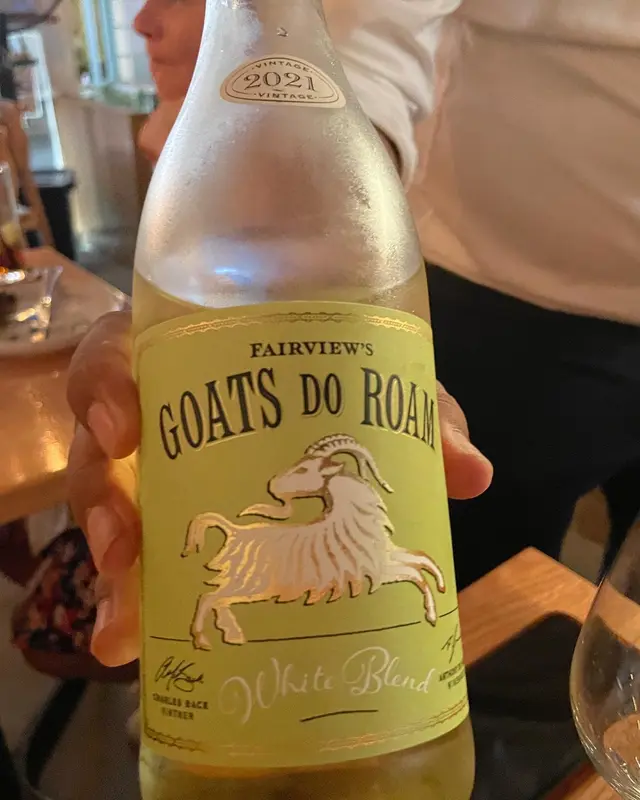 VINTAGE
2021
VINTAGE
FAIRVIEW'S
GOATS DO ROAM
White Blend
CHARLES BACK
VINTNER